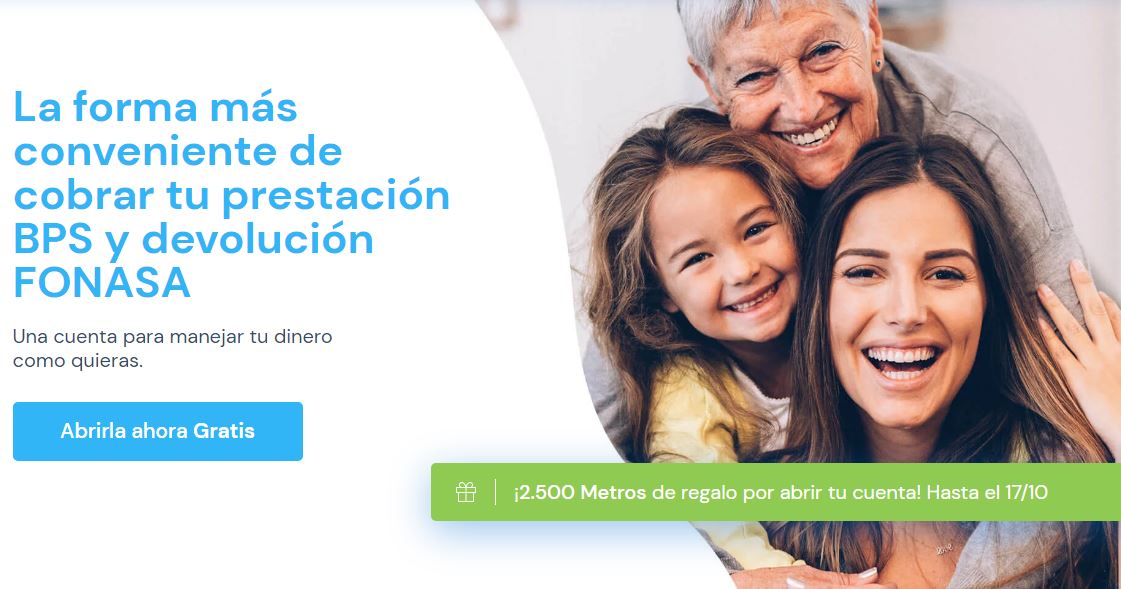 La forma más
conveniente de
cobrar tu prestación
BPS y devolución
FONASA
Una cuenta para manejar tu dinero
como quieras.
Abrirla ahora Gratis
¡2.500 Metros de regalo por abrir tu cuenta! Hasta el 17/10
love